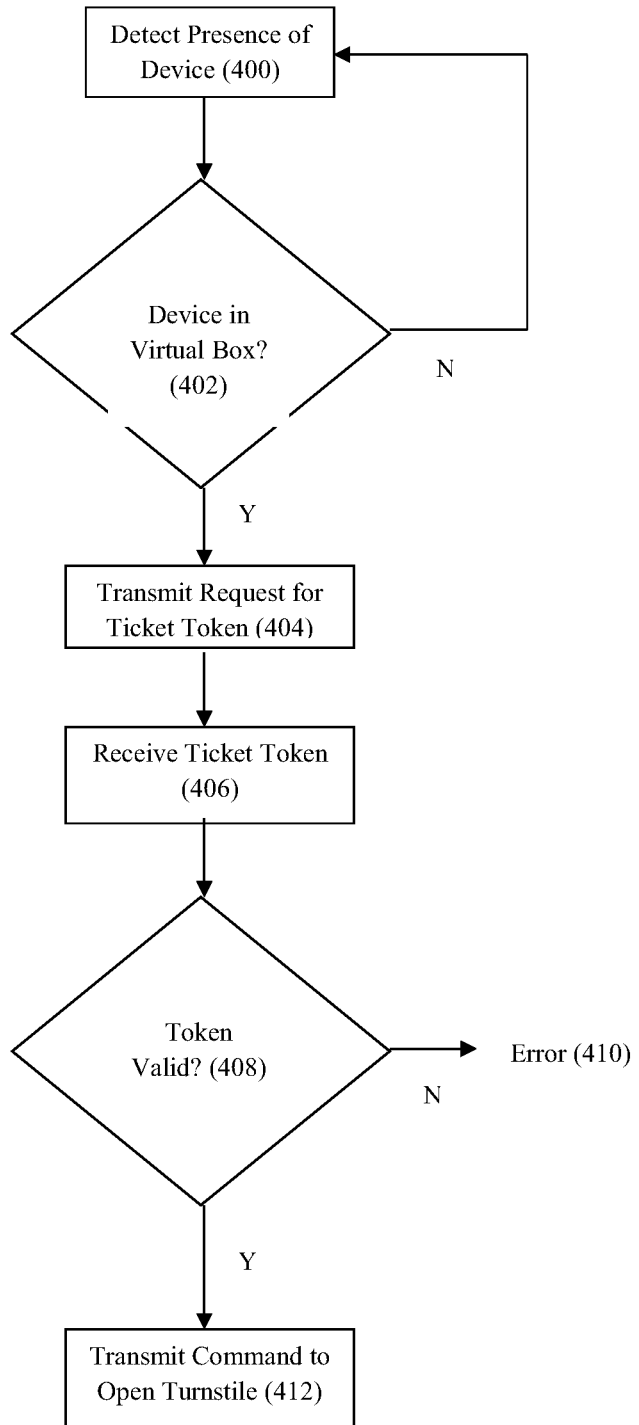 Detect Presence of
Device (400)
Device in
Virtual Box?
(402)
N
Y
Transmit Request for
Ticket Token (404)
Receive Ticket Token
(406)
Token
Valid? (408)
Error (410)
N
Y
Transmit Command to
Open Turnstile (412)